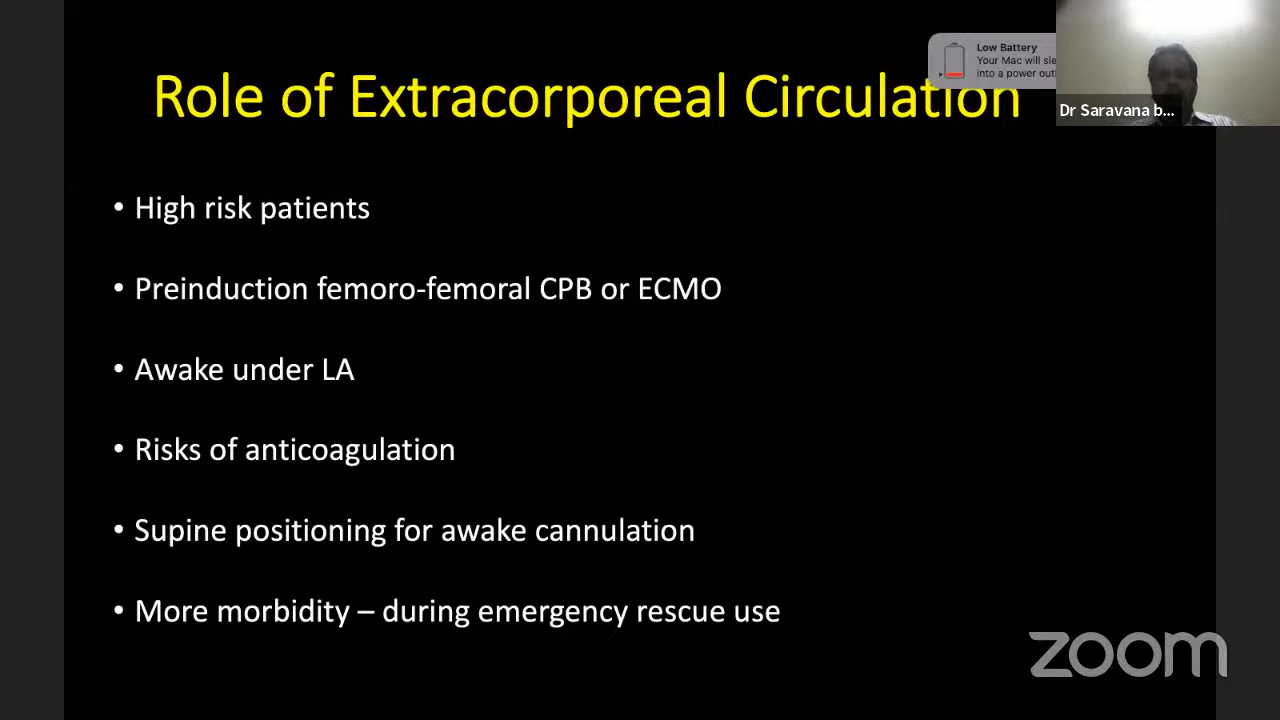 Role of Extracorporeal Circulation
Low Battery
Your Mac will sle
into a power out
Dr Saravana b...
• High risk patients
• Preinduction femoro-femoral CPB or ECMO
• Awake under LA
• Risks of anticoagulation
• Supine positioning for awake cannulation
• More morbidity – during emergency rescue use
zoom